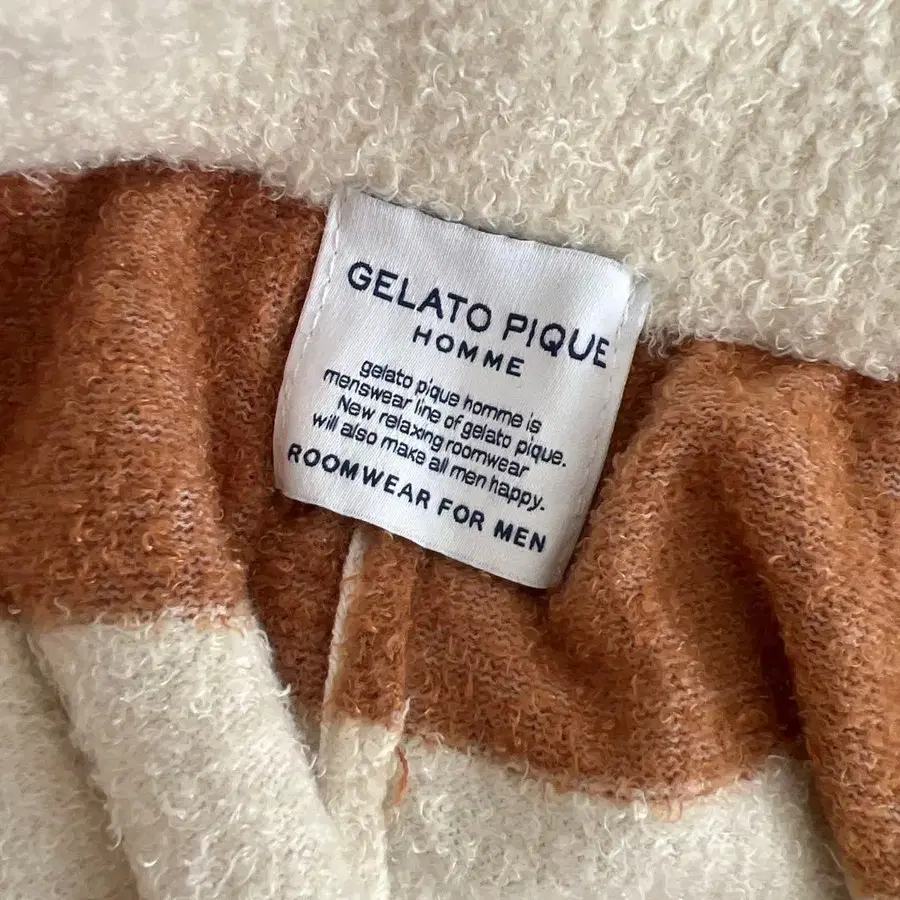 GELATO PIQUE
HOMME
gelato pique homme is
menswear line of gelato pique.
New relaxing roomwear
will also make all men happy.
ROOMWEAR FOR MEN